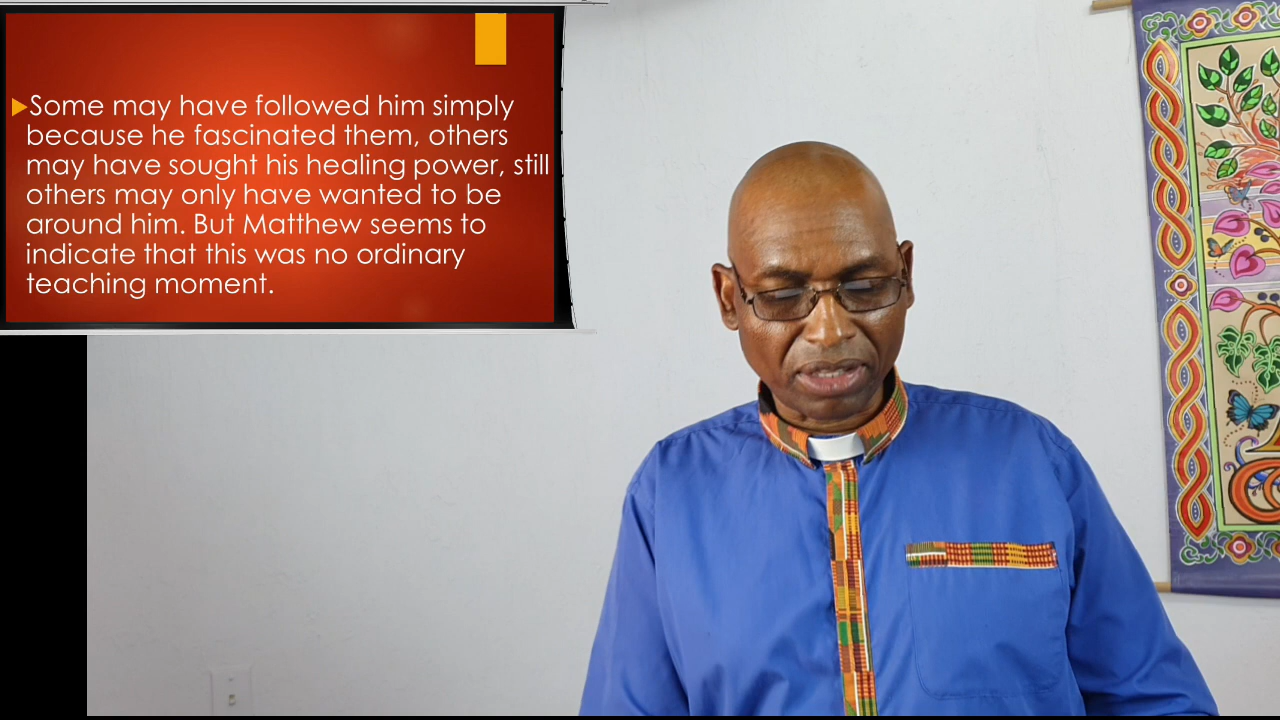 Some may have followed him simply
because he fascinated them, others
may have sought his healing power, still
others may only have wanted to be
around him. But Matthew seems to
indicate that this was no ordinary
teaching moment.